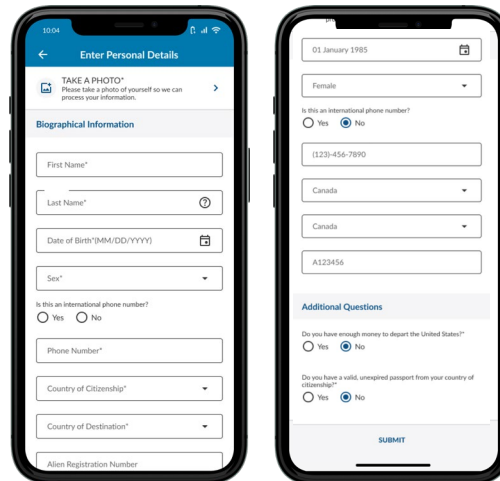 10:04
Enter Personal Details
TAKE A PHOTO*
Please take a photo of yourself so we can
process your information.
Biographical Information
First Name*
Last Name*
Date of Birth*(MM/DD/YYYY)
Sex*
Is this an international phone number?
Yes No
Phone Number*
Country of Citizenship*
Country of Destination*
Alien Registration Number
01 January 1985
Female
Is this an international phone number?
Yes No
(123)-456-7890
Canada
Canada
A123456
Additional Questions
Do you have enough money to depart the United States?*
Yes No
Do you have a valid, unexpired passport from your country of
citizenship?*
Yes No
SUBMIT